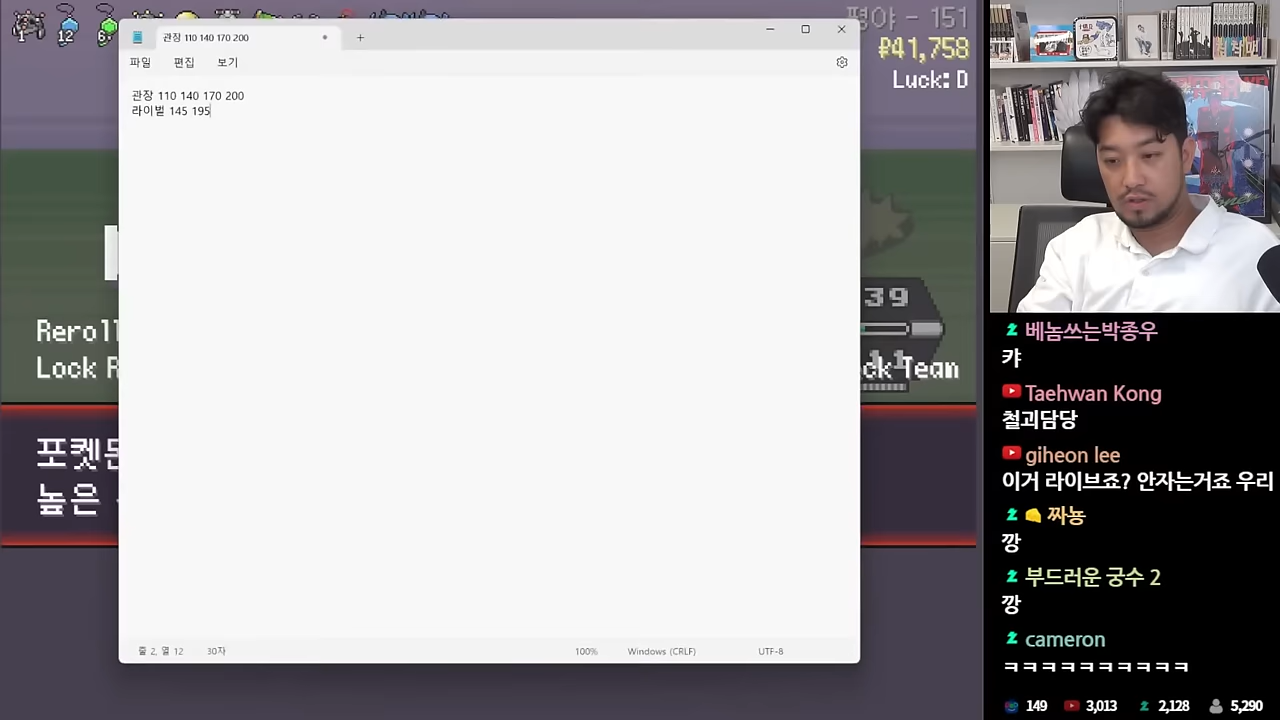 1
12
6
평야 - 151
₽41,758
Luck: D
관장 110 140 170 200
파일
편집
보기
관장 110 140 170 200
라이벌 145 195
줄 2, 열 12
30자
100%
Windows (CRLF)
UTF-8
39
Reroll
Lock R
ck Team
포켓몬
높은
베놈쓰는박종우
캬
Taehwan Kong
철괴담당
giheon lee
이거 라이브죠? 안자는거죠 우리
짜뇽
깡
부드러운 궁수 2
깡
cameron
ㅋㅋㅋㅋㅋㅋㅋㅋㅋㅋ
149
3,013
2,128
5,290